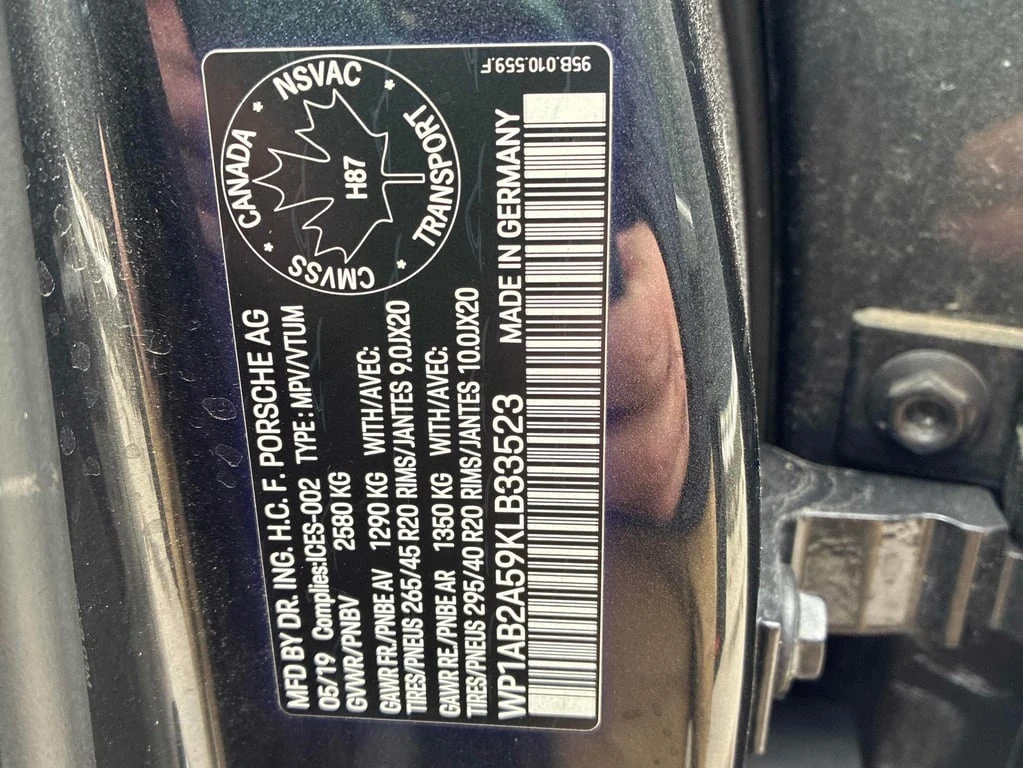 MFD BY DR. ING. H.C. F. PORSCHE AG
05/19 Complies:ICES-002 TYPE: MPV/VTUM
GVWR/PNBV 2580 KG
GAWR FR./PNBE AV 1290 KG WITH/AVEC:
TIRES/PNEUS 265/45 R20 RIMS/JANTES 9.0JX20
GAWR RE./PNBE AR 1350 KG WITH/AVEC:
TIRES/PNEUS 295/40 R20 RIMS/JANTES 10.0JX20
WP1AB2A59KLB33523 MADE IN GERMANY
CANADA * NSVAC * TRANSPORT * CMVSS *
H87
95B.010.559.F